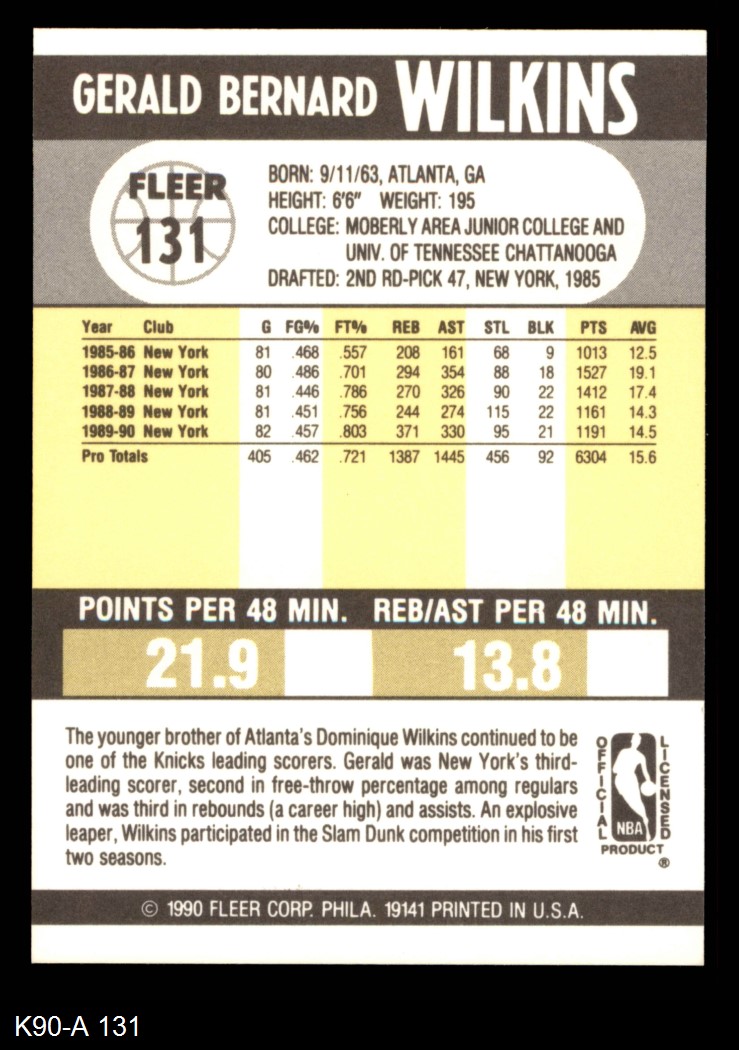 GERALD BERNARD WILKINS
FLEER
131
BORN: 9/11/63, ATLANTA, GA
HEIGHT: 6'6" WEIGHT: 195
COLLEGE: MOBERLY AREA JUNIOR COLLEGE AND
UNIV. OF TENNESSEE CHATTANOOGA
DRAFTED: 2ND RD-PICK 47, NEW YORK, 1985
Year Club G FG% FT% REB AST STL BLK PTS AVG
1985-86 New York 81 .468 .557 208 161 68 9 1013 12.5
1986-87 New York 80 .486 .701 294 354 88 18 1527 19.1
1987-88 New York 81 .446 .786 270 326 90 22 1412 17.4
1988-89 New York 81 .451 .756 244 274 115 22 1161 14.3
1989-90 New York 82 .457 .803 371 330 95 21 1191 14.5
Pro Totals 405 .462 .721 1387 1445 456 92 6304 15.6
POINTS PER 48 MIN. REB/AST PER 48 MIN.
21.9 13.8
The younger brother of Atlanta's Dominique Wilkins continued to be
one of the Knicks leading scorers. Gerald was New York's third-
leading scorer, second in free-throw percentage among regulars
and was third in rebounds (a career high) and assists. An explosive
leaper, Wilkins participated in the Slam Dunk competition in his first
two seasons.
OFFICIAL
LICENSED
NBA
PRODUCT
®
© 1990 FLEER CORP. PHILA. 19141 PRINTED IN U.S.A.
K90-A 131